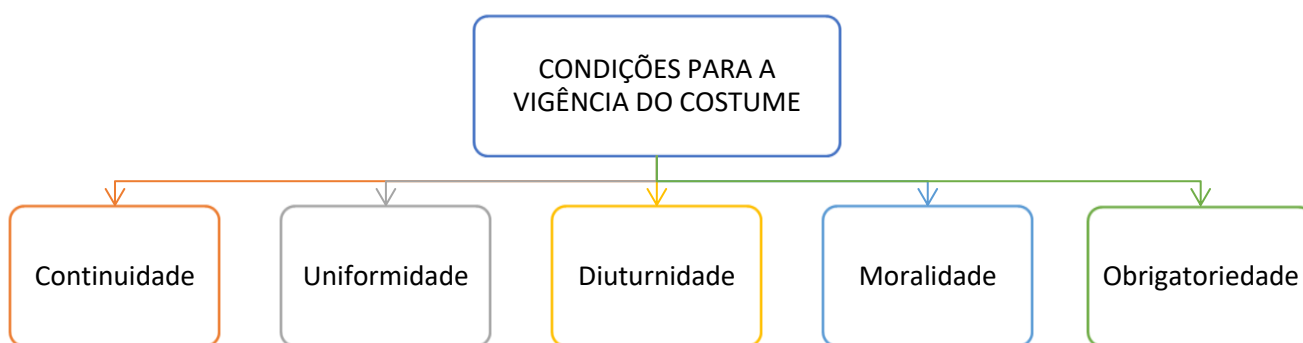 CONDIÇÕES PARA A
VIGÊNCIA DO COSTUME
Continuidade
Uniformidade
Diuturnidade
Moralidade
Obrigatoriedade